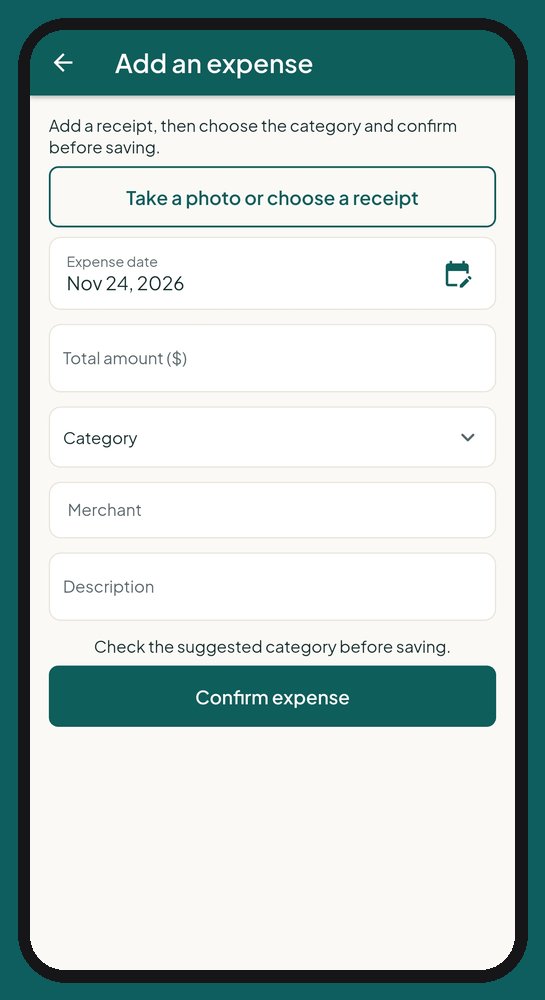 Add an expense
Add a receipt, then choose the category and confirm
before saving.
Take a photo or choose a receipt
Expense date
Nov 24, 2026
Total amount ($)
Category
Merchant
Description
Check the suggested category before saving.
Confirm expense